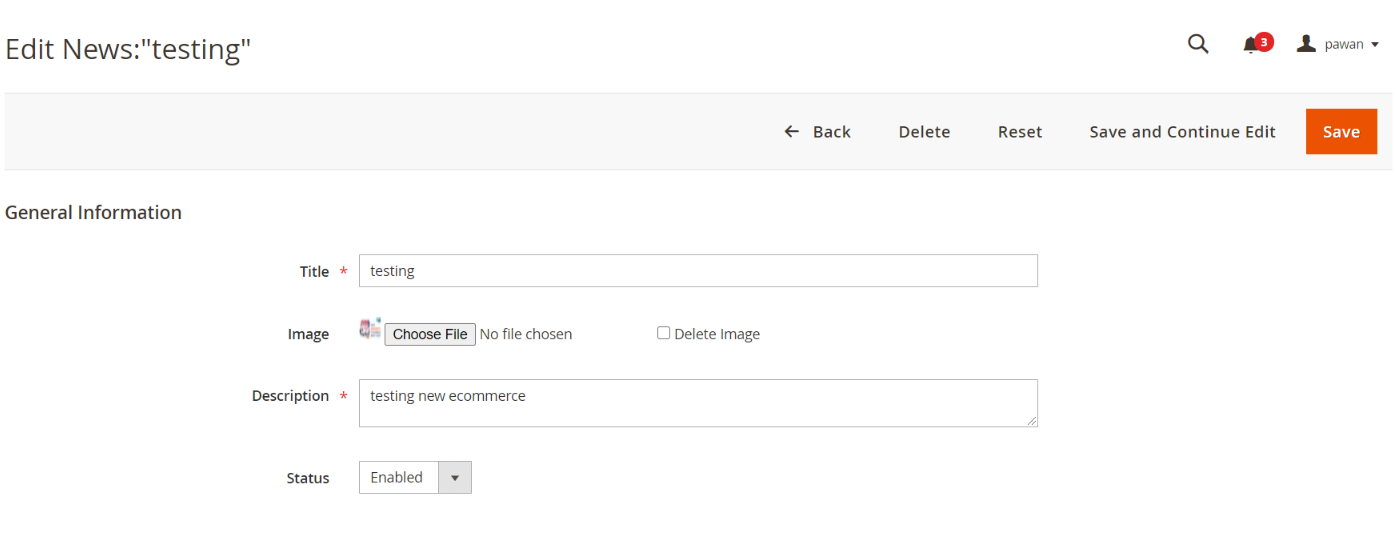 Edit News:"testing"
3
pawan
Back
Delete
Reset
Save and Continue Edit
Save
General Information
Title *
testing
Image
Choose File No file chosen
Delete Image
Description *
testing new ecommerce
Status
Enabled